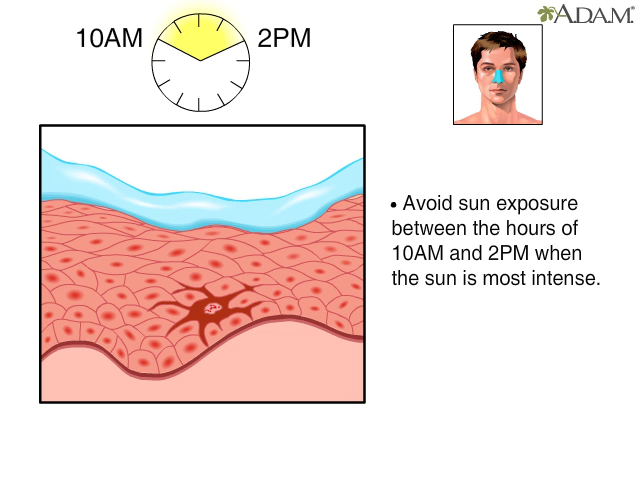 10AM
2PM
A.D.A.M.
• Avoid sun exposure
between the hours of
10AM and 2PM when
the sun is most intense.